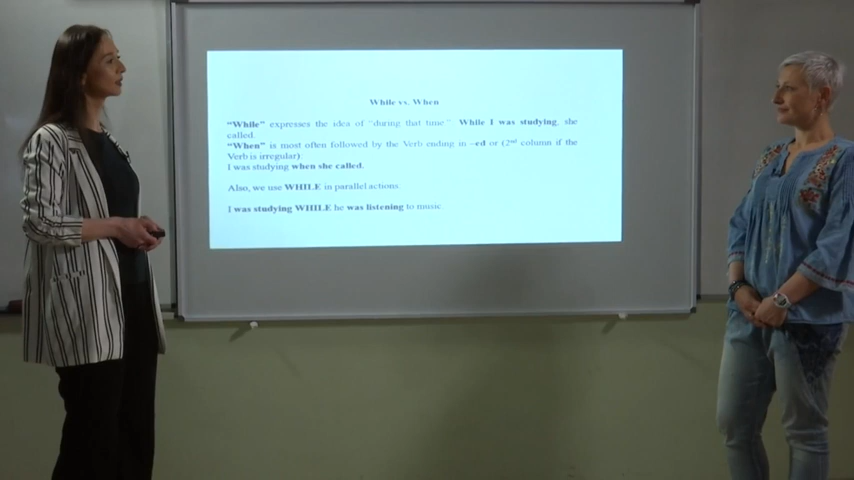 While vs. When
“While” expresses the idea of “during that time”. While I was studying, she
called.
“When” is most often followed by the Verb ending in –ed or (2nd column if the
Verb is irregular):
I was studying when she called.
Also, we use WHILE in parallel actions.
I was studying WHILE he was listening to music.